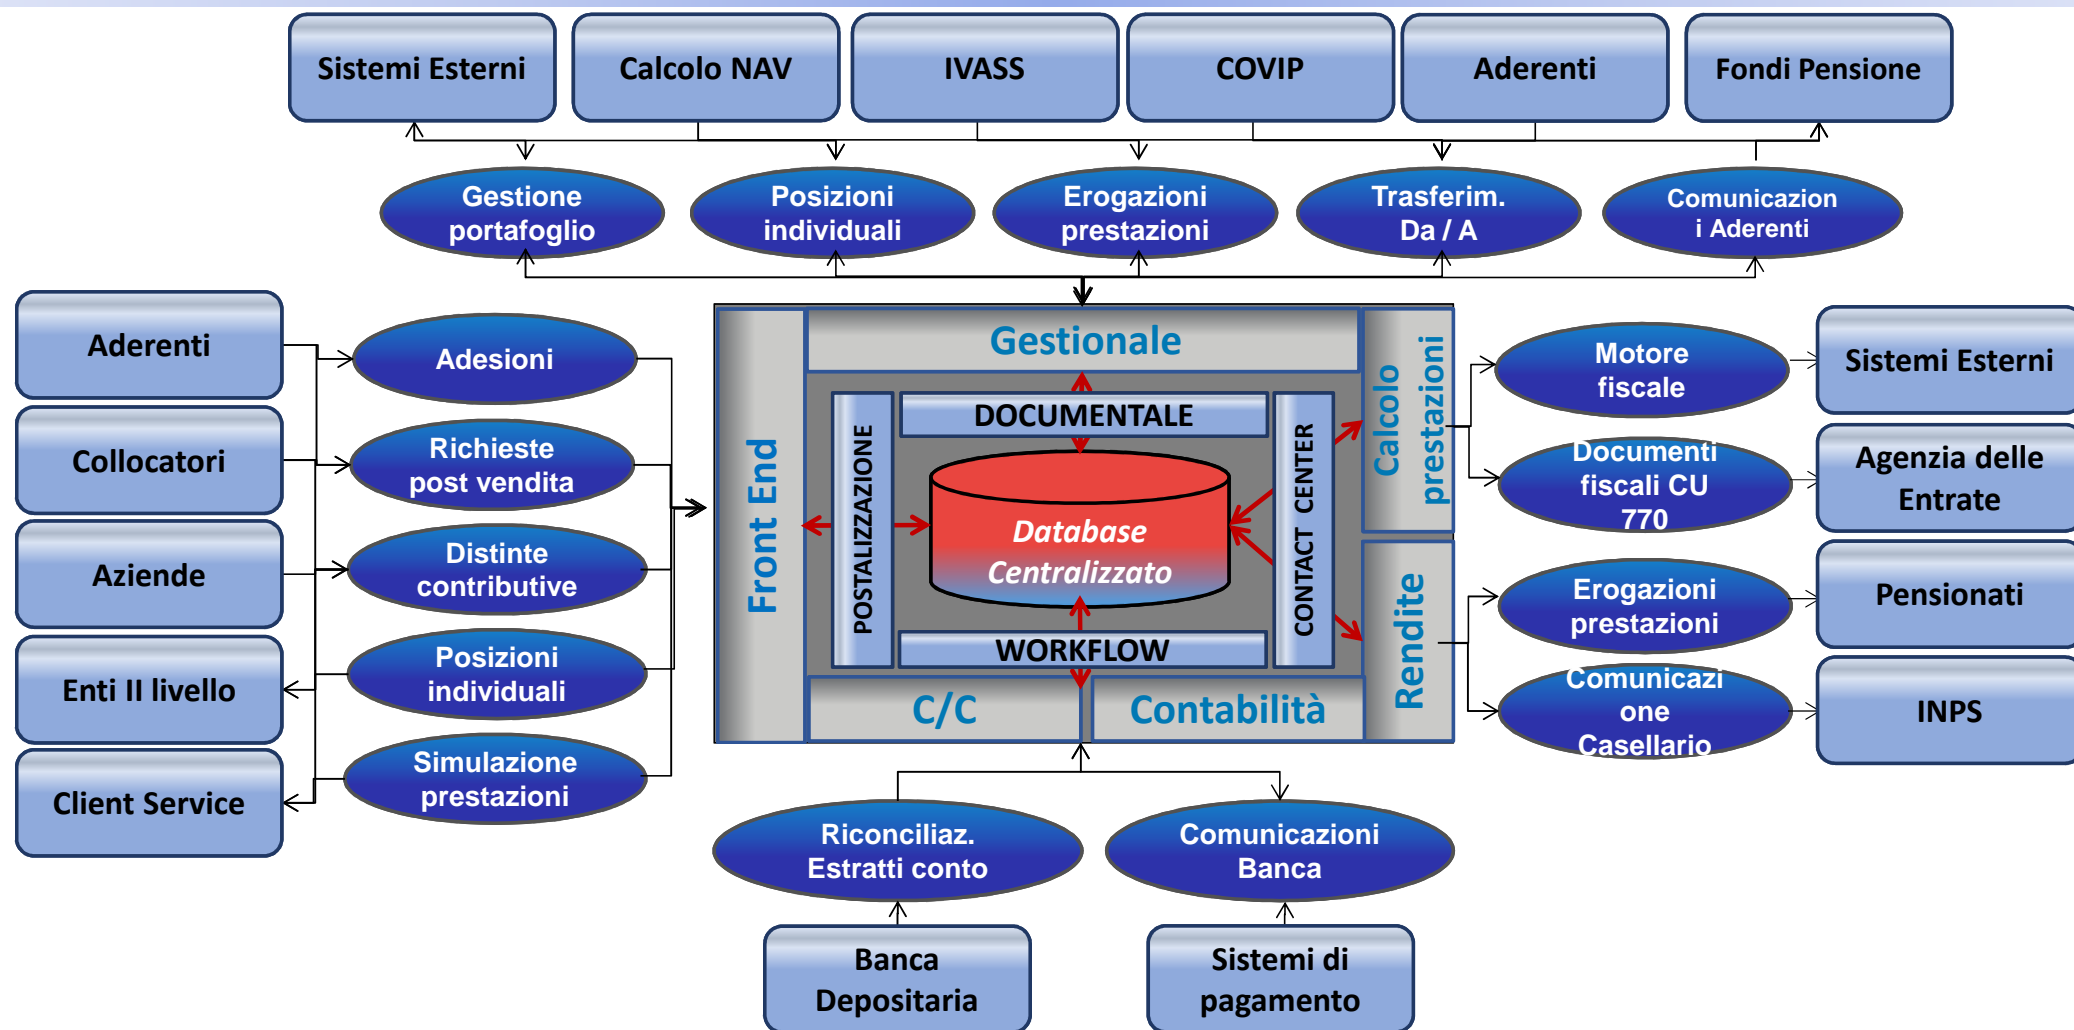 Sistemi Esterni
Calcolo NAV
IVASS
COVIP
Aderenti
Fondi Pensione
Gestione
portafoglio
Posizioni
individuali
Erogazioni
prestazioni
Trasferim.
Da / A
Comunicazion
i Aderenti
Aderenti
Collocatori
Aziende
Enti II livello
Client Service
Adesioni
Richieste
post vendita
Distinte
contributive
Posizioni
individuali
Simulazione
prestazioni
Front End
Gestionale
Calcolo
prestazioni
Rendite
C/C
Contabilità
POSTALIZZAZIONE
DOCUMENTALE
CONTACT CENTER
WORKFLOW
Database
Centralizzato
Motore
fiscale
Documenti
fiscali CU
770
Erogazioni
prestazioni
Comunicazi
one
Casellario
Sistemi Esterni
Agenzia delle
Entrate
Pensionati
INPS
Riconciliaz.
Estratti conto
Comunicazioni
Banca
Banca
Depositaria
Sistemi di
pagamento